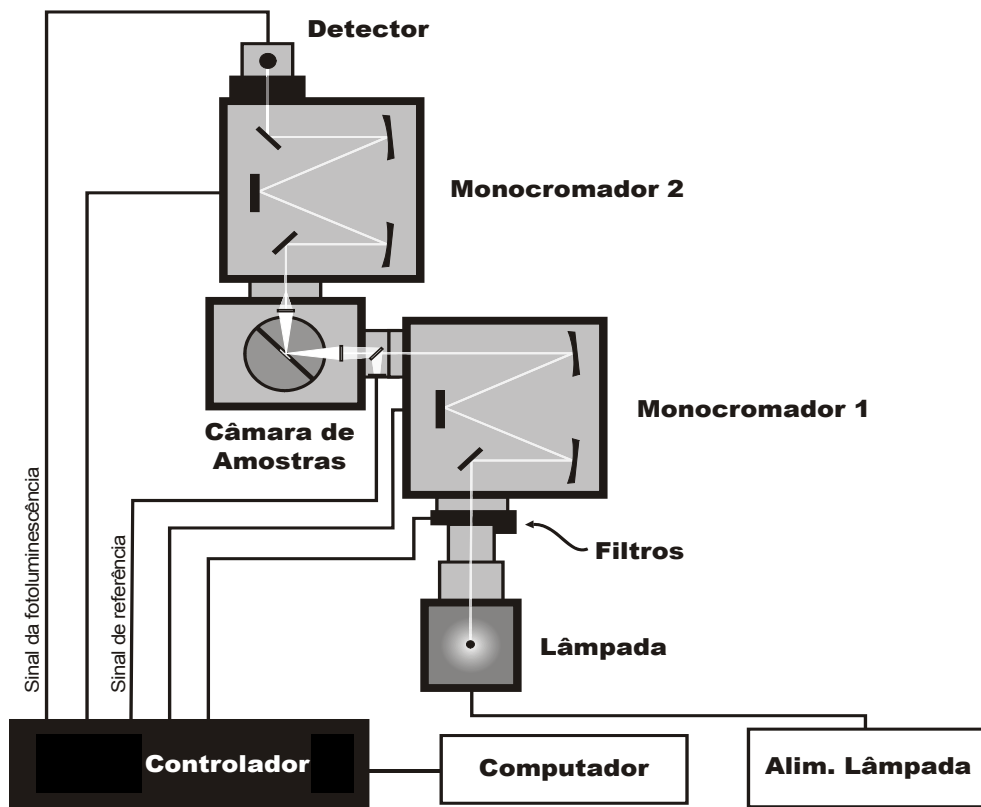 Detector
Monocromador 2
Monocromador 1
Câmara de
Amostras
Filtros
Lâmpada
Sinal da fotoluminescência
Sinal de referência
Controlador
Computador
Alim. Lâmpada